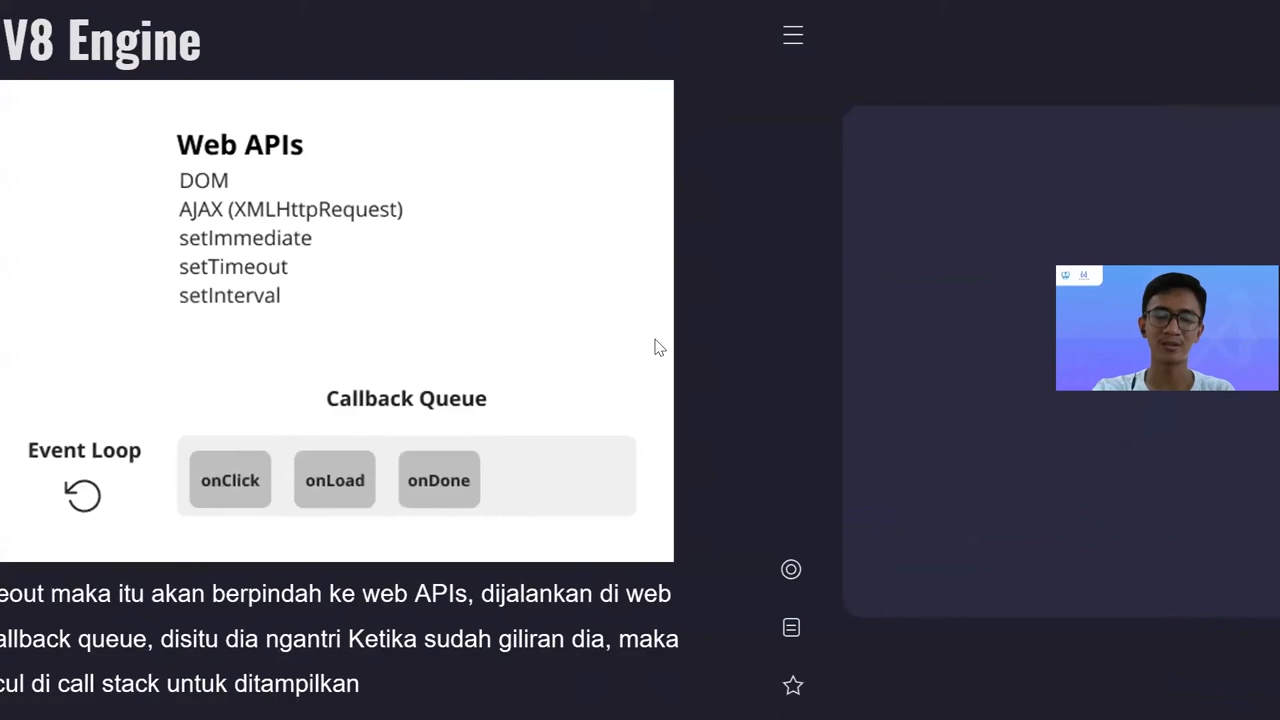 V8 Engine
Web APIs
DOM
AJAX (XMLHttpRequest)
setImmediate
setTimeout
setInterval
Callback Queue
Event Loop
onClick onLoad onDone
eout maka itu akan berpindah ke web APIs, dijalankan di web
allback queue, disitu dia ngantri Ketika sudah giliran dia, maka
cul di call stack untuk ditampilkan